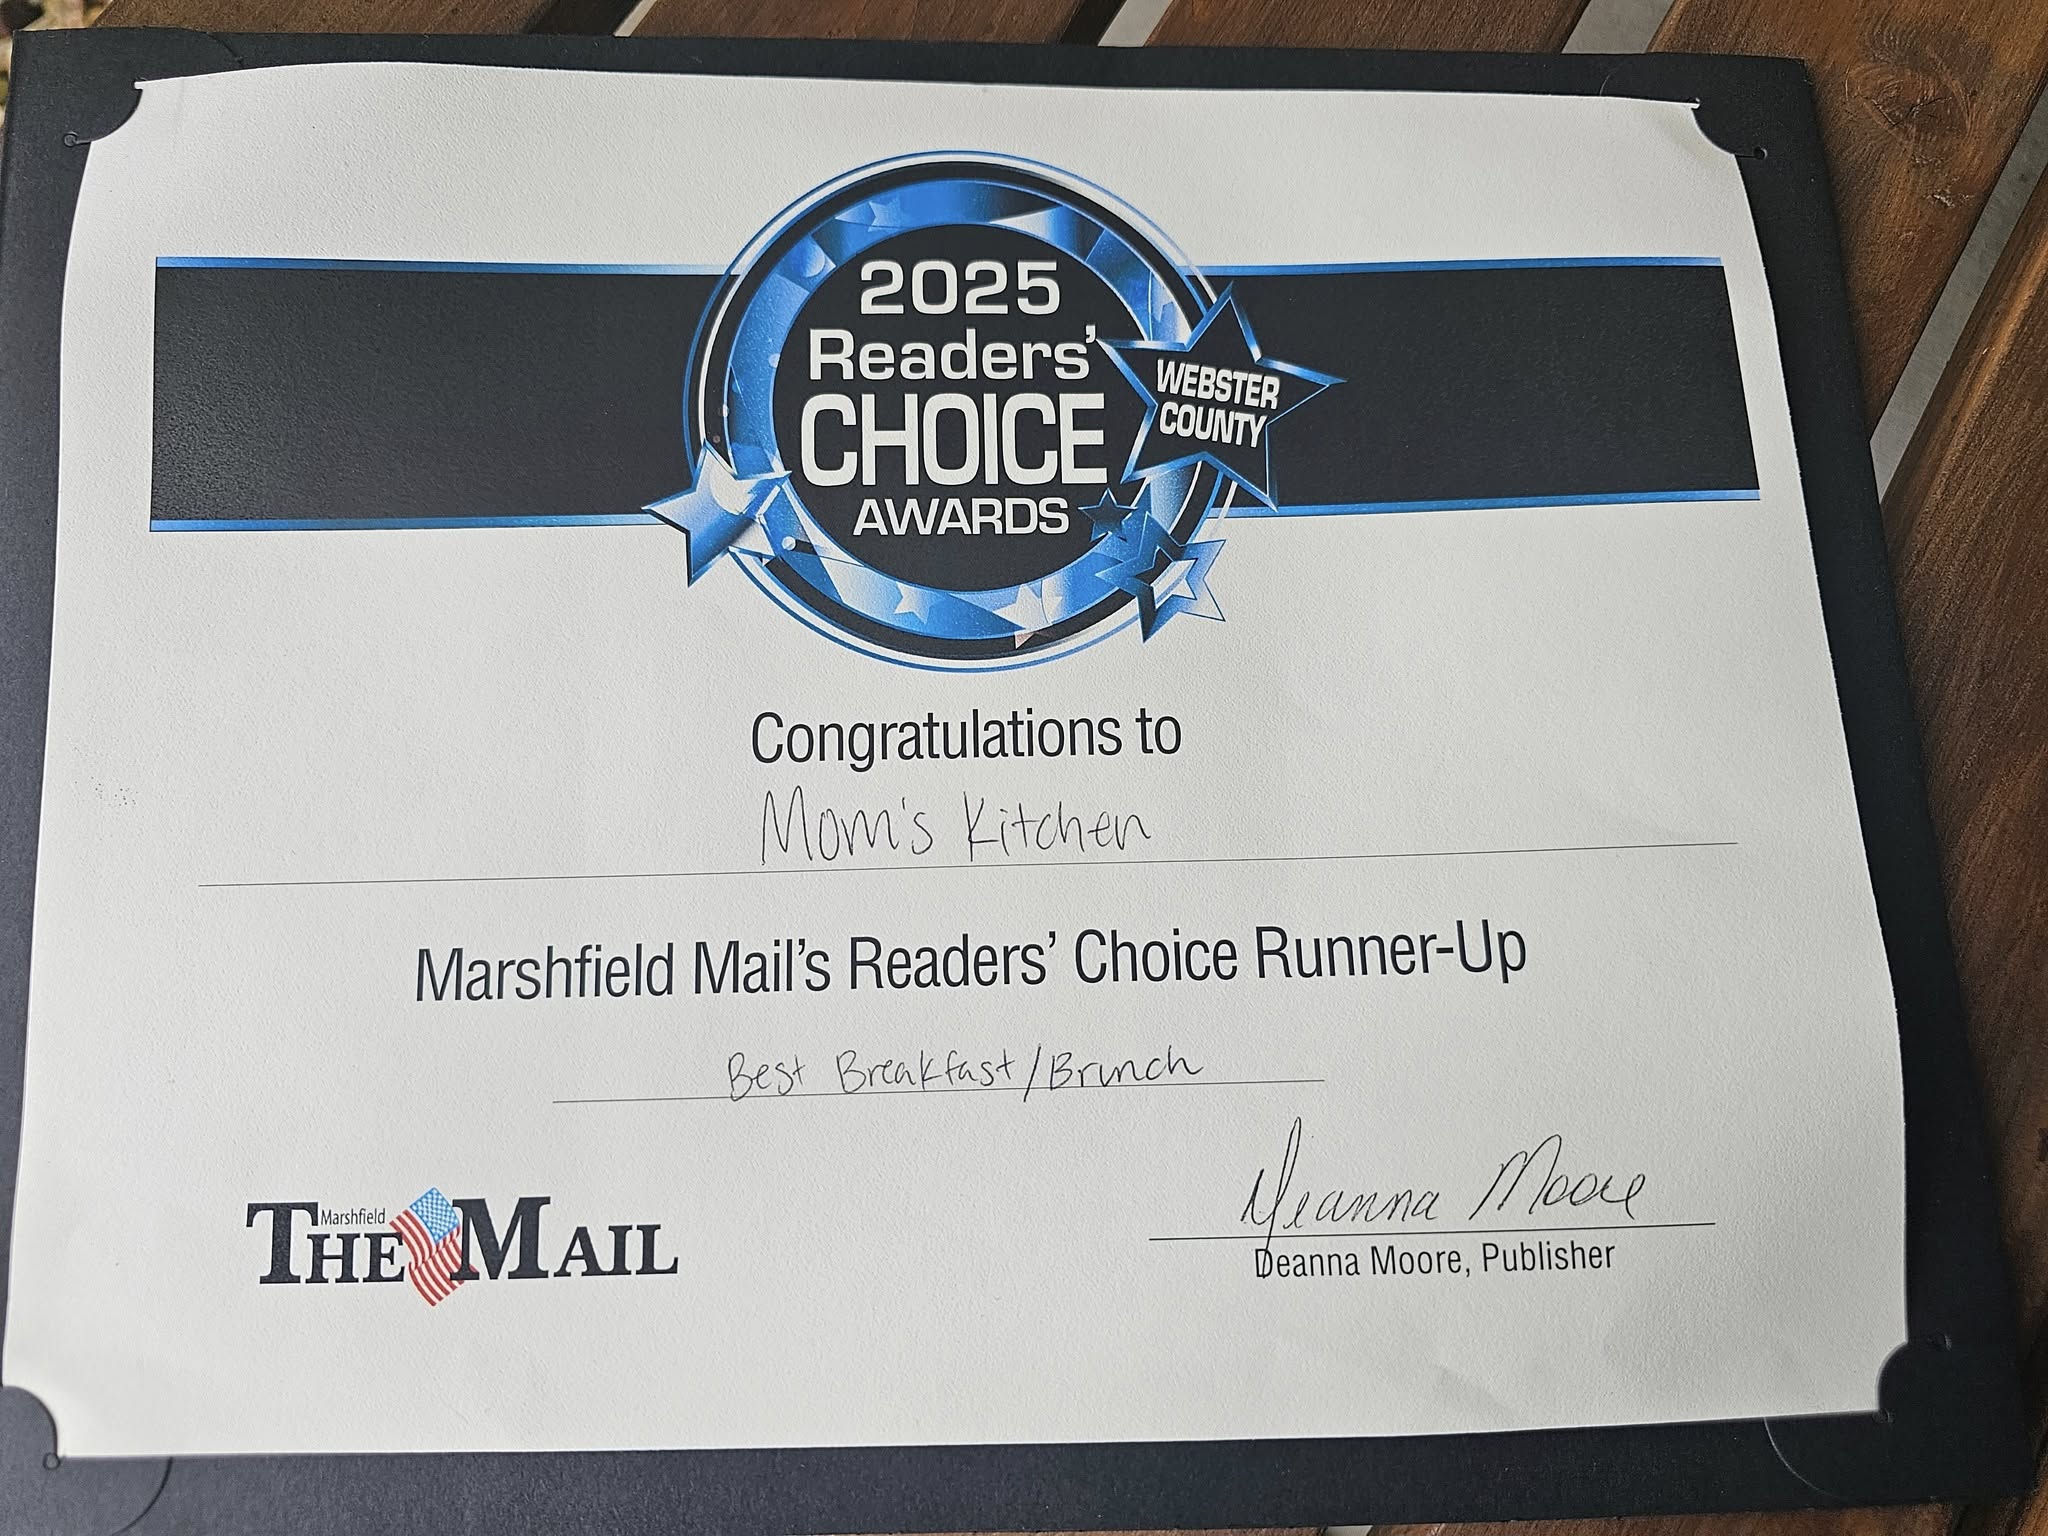 2025
Readers'
CHOICE
AWARDS
WEBSTER
COUNTY
Congratulations to
Mom's Kitchen
Marshfield Mail's Readers' Choice Runner-Up
Best Breakfast/Brunch
Marshfield
THE MAIL
Deanna Moore
Deanna Moore, Publisher